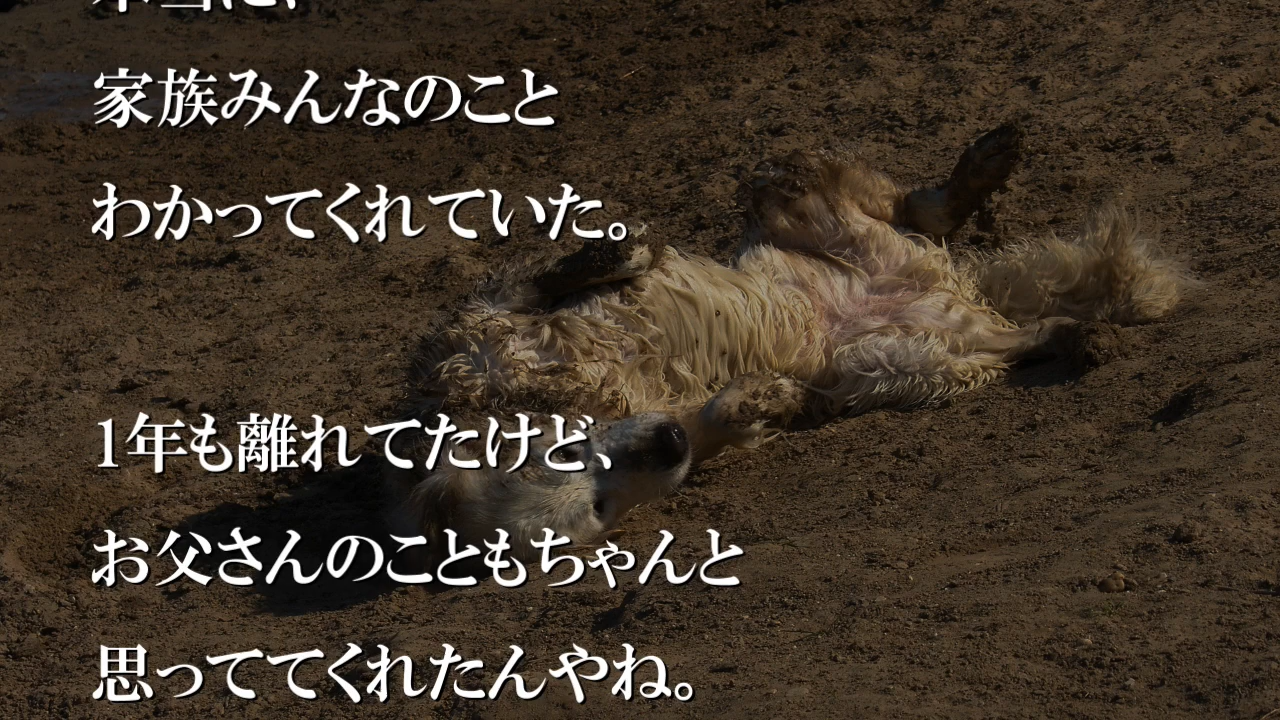 家族みんなのこと
わかってくれていた。
1年も離れてたけど、
お父さんのこともちゃんと
思っててくれたんやね。